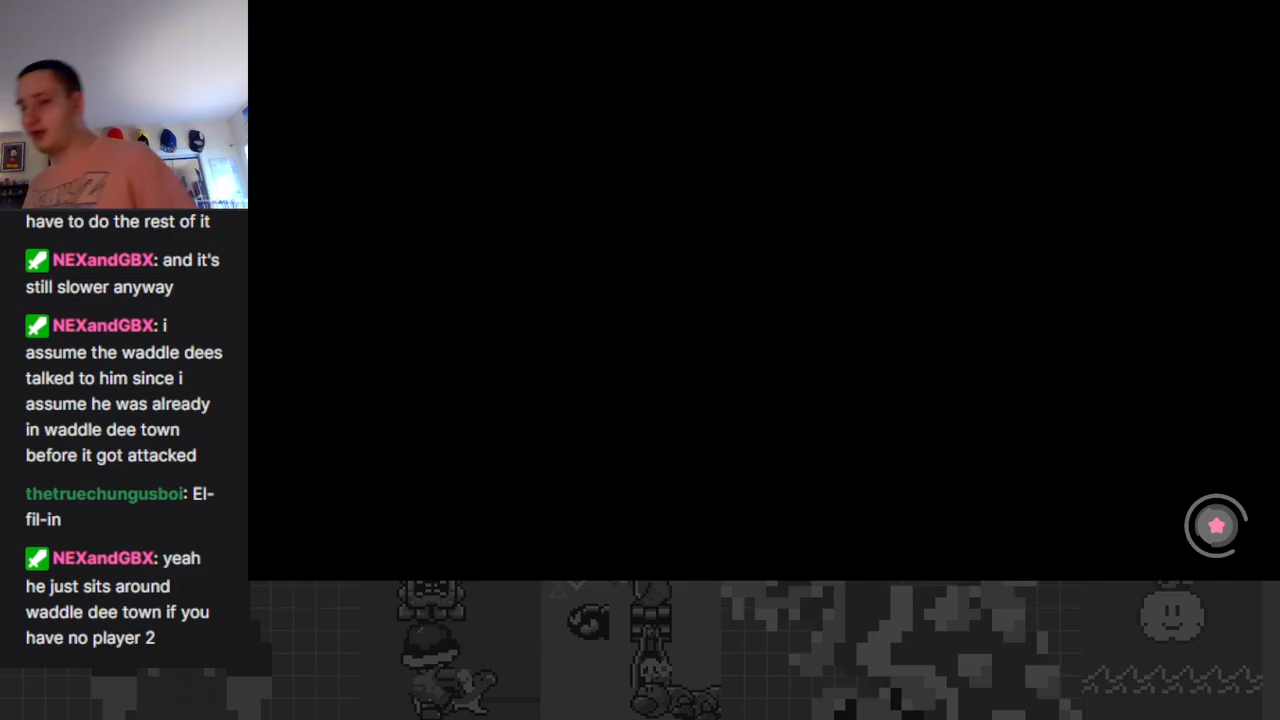 have to do the rest of it
NEXandGBX: and it's
still slower anyway
NEXandGBX: i
assume the waddle dees
talked to him since i
assume he was already
in waddle dee town
before it got attacked
thetruechungusboi: El-
fil-in
NEXandGBX: yeah
he just sits around
waddle dee town if you
have no player 2